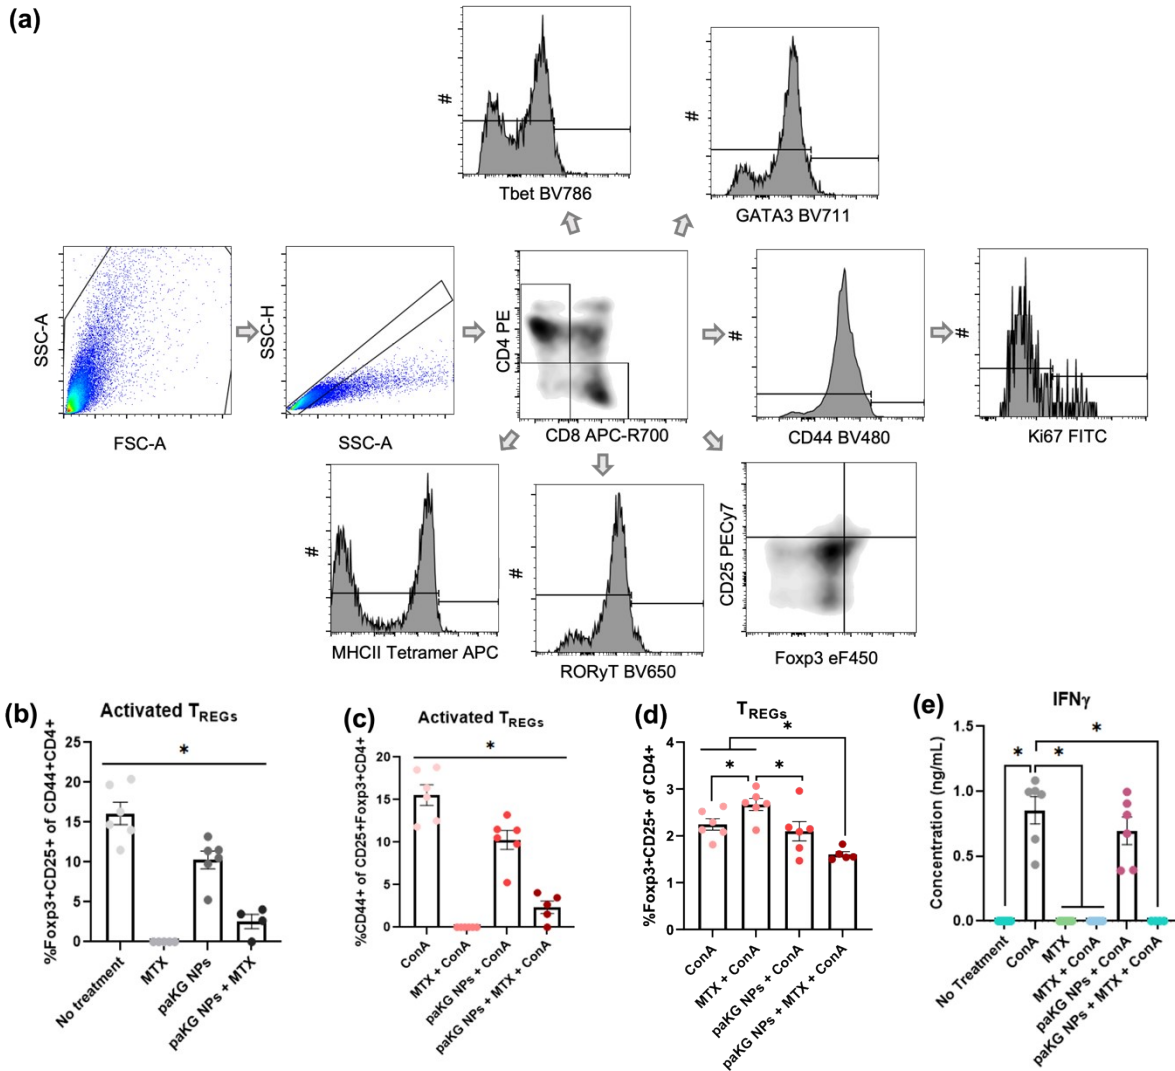 (a)
#
Tbet BV786
#
GATA3 BV711
SSC-A
FSC-A
SSC-H
SSC-A
CD4 PE
CD8 APC-R700
#
CD44 BV480
#
Ki67 FITC
#
MHCII Tetramer APC
#
RORyT BV650
CD25 PECy7
Foxp3 eF450
(b)
Activated TREGs
*
%Foxp3+CD25+ of CD44+CD4+
25
20
15
10
5
0
No treatment
MTX
paKG NPs
paKG NPs + MTX
(c)
Activated TREGs
*
%CD44+ of CD25+Foxp3+CD4+
20
15
10
5
0
ConA
MTX + ConA
paKG NPs + ConA
paKG NPs + MTX + ConA
(d)
TREGs
*
*
*
%Foxp3+CD25+ of CD4+
4
3
2
1
0
ConA
MTX + ConA
paKG NPs + ConA
paKG NPs + MTX + ConA
(e)
IFNγ
*
*
*
Concentration (ng/mL)
1.5
1.0
0.5
0.0
No Treatment
ConA
MTX
MTX + ConA
paKG NPs + ConA
paKG NPs + MTX + ConA